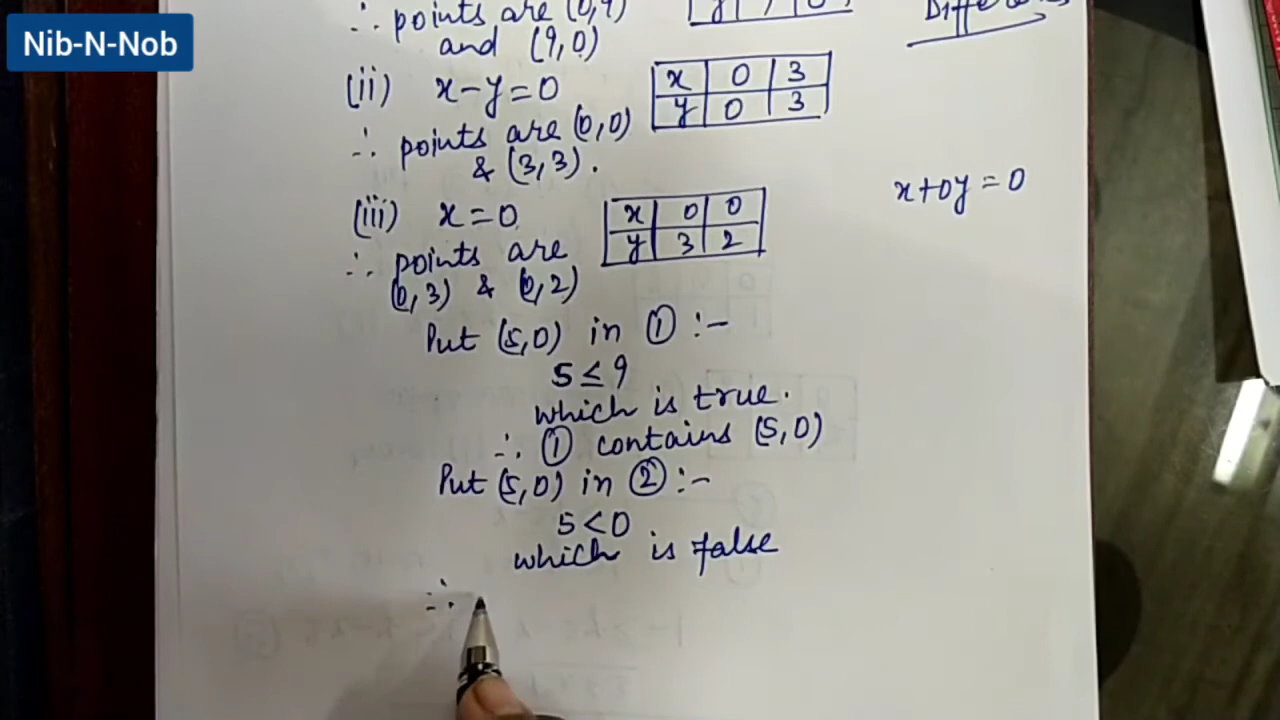 Nib-N-Nob
∴ points are (0,9)
and (9,0)
(ii) x-y=0
x 0 3
y 0 3
∴ points are (0,0)
& (3,3).
x+0y=0
(iii) x=0
x 0 0
y 3 2
∴ points are
(0,3) & (0,2)
Put (5,0) in ① :-
5≤9
which is true.
∴ ① contains (5,0)
Put (5,0) in ② :-
5<0
which is false
∴